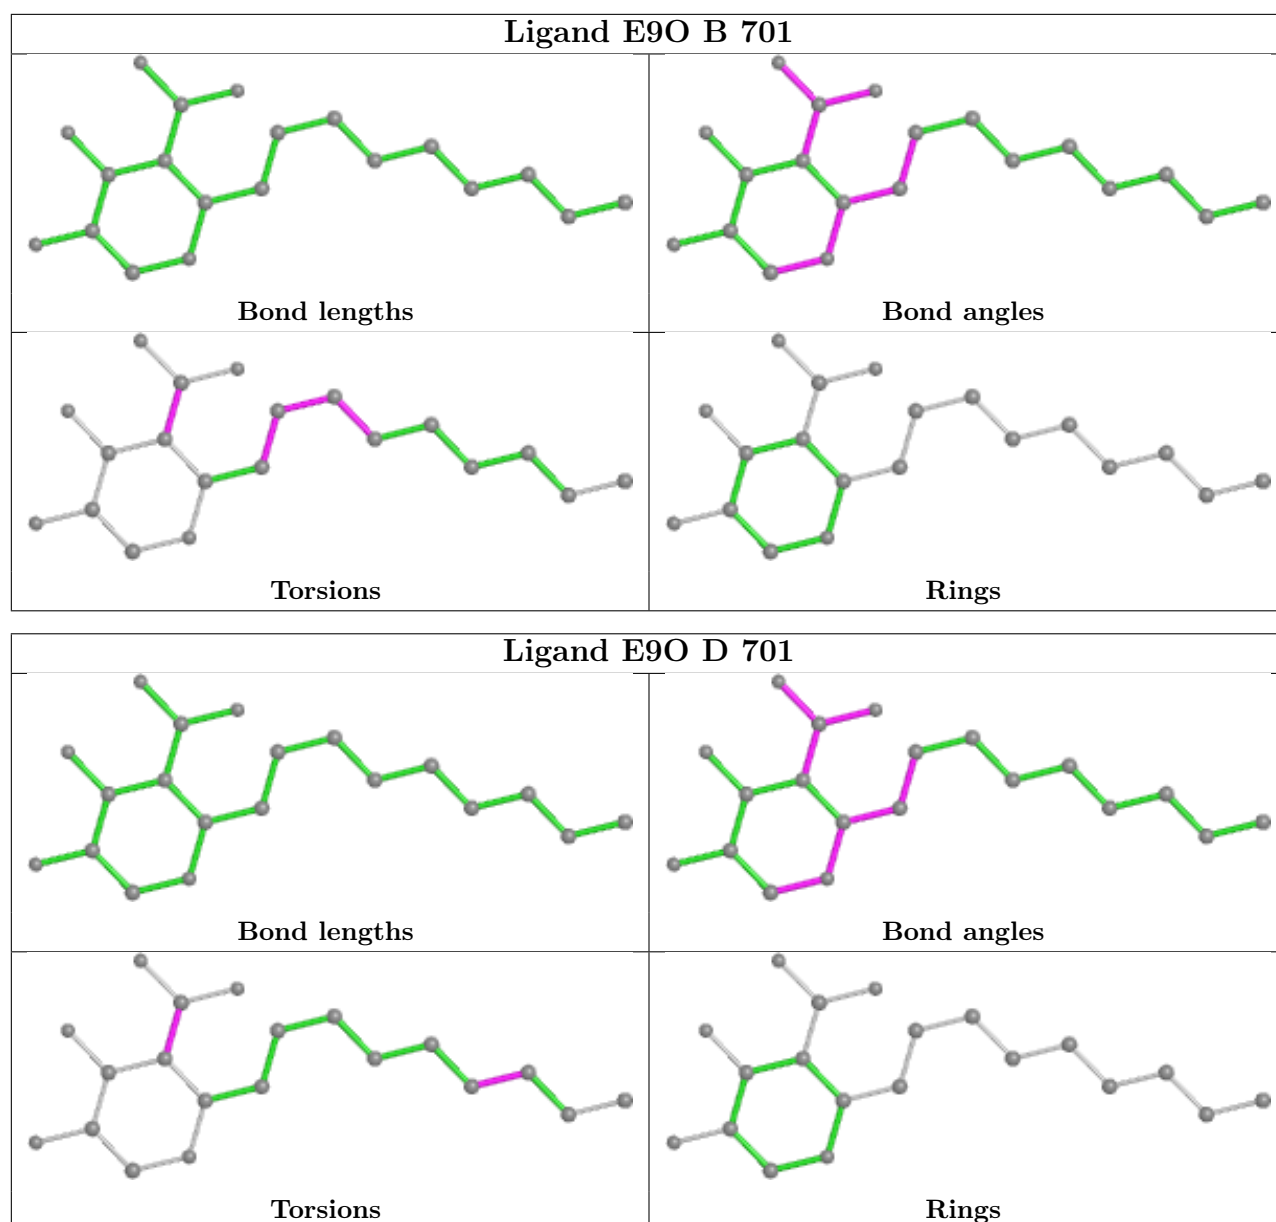 Ligand E9O B 701
Bond lengths
Bond angles
Torsions
Rings
Ligand E9O D 701
Bond lengths
Bond angles
Torsions
Rings